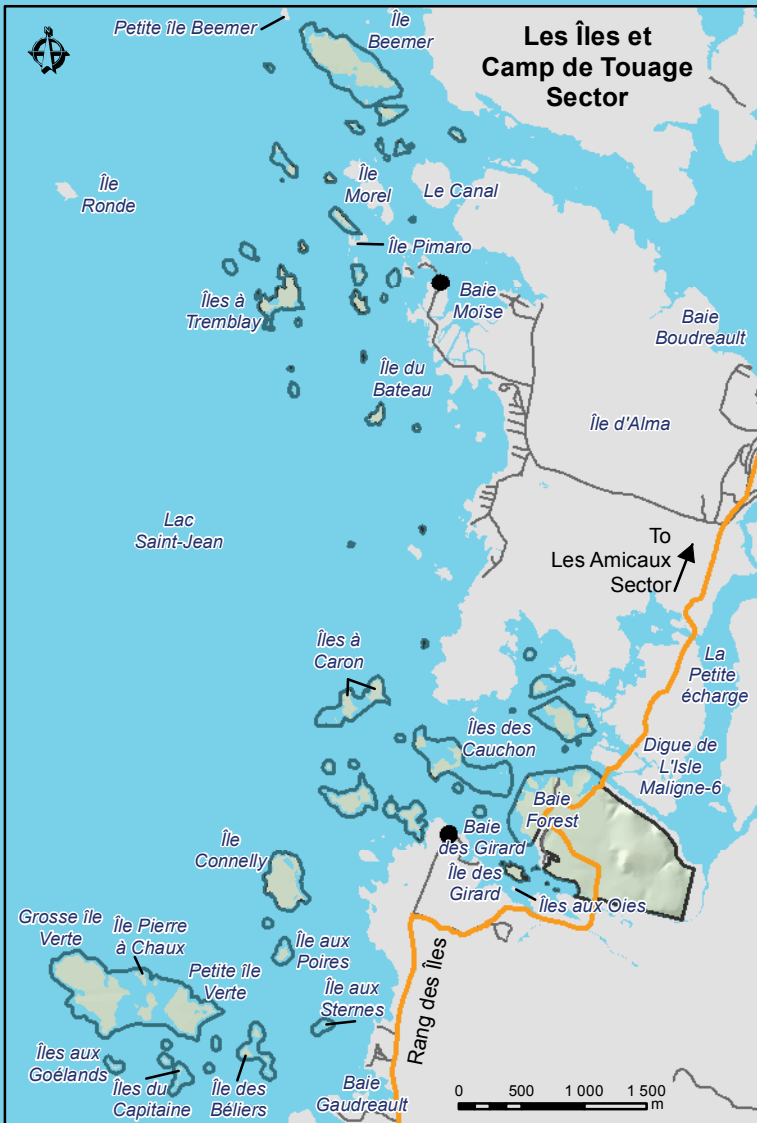 Petite île Beemer
Île
Beemer
Les Îles et
Camp de Touage
Sector
Île
Ronde
Île
Morel
Le Canal
Île Pimaro
Îles à
Tremblay
Baie
Moïse
Baie
Boudreault
Île du
Bateau
Île d'Alma
Lac
Saint-Jean
To
Les Amicaux
Sector
Îles à
Caron
La
Petite
écharge
Îles des
Cauchon
Digue de
L'Isle
Maligne-6
Baie
Forest
Baie
des Girard
Île
Connelly
Île des
Girard
Îles aux Oies
Grosse île
Verte
Île Pierre
à Chaux
Petite île
Verte
Île aux
Poires
Île aux
Sternes
Rang des Îles
Îles aux
Goélands
Îles du
Capitaine
Île des
Béliers
Baie
Gaudreault
0 500 1 000 1 500
m